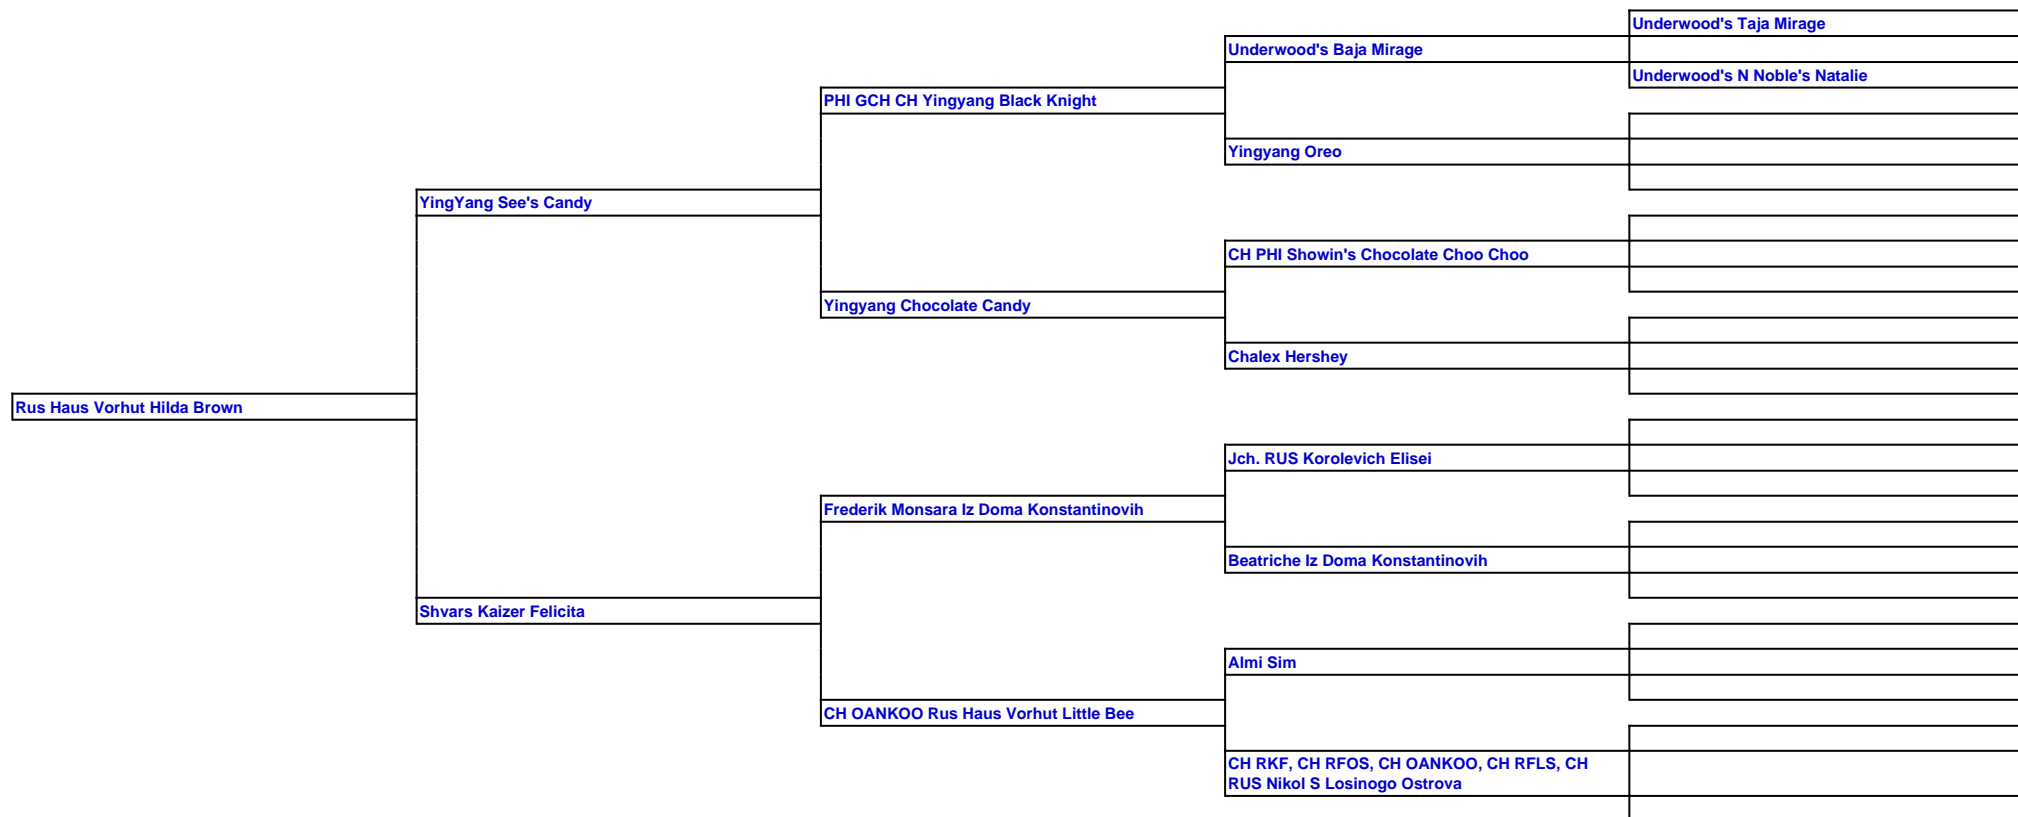 Underwood's Taja Mirage
Underwood's Baja Mirage
Underwood's N Noble's Natalie
PHI GCH CH Yingyang Black Knight
Yingyang Oreo
YingYang See's Candy
CH PHI Showin's Chocolate Choo Choo
Yingyang Chocolate Candy
Chalex Hershey
Rus Haus Vorhut Hilda Brown
Jch. RUS Korolevich Elisei
Frederik Monsara Iz Doma Konstantinovih
Beatriche Iz Doma Konstantinovih
Shvars Kaizer Felicita
Almi Sim
CH OANKOO Rus Haus Vorhut Little Bee
CH RKF, CH RFOS, CH OANKOO, CH RFLS, CH
RUS Nikol S Losinogo Ostrova